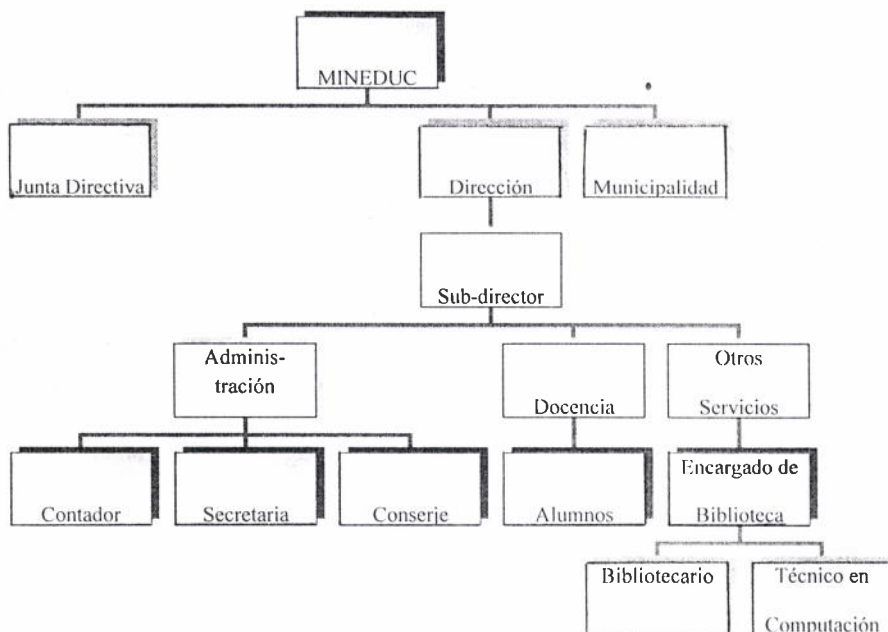 MINEDUC
Junta Directiva
Dirección
Municipalidad
Sub-director
Adminis-
tración
Docencia
Otros
Servicios
Contador
Secretaria
Conserje
Alumnos
Encargado de
Biblioteca
Bibliotecario
Técnico en
Computación